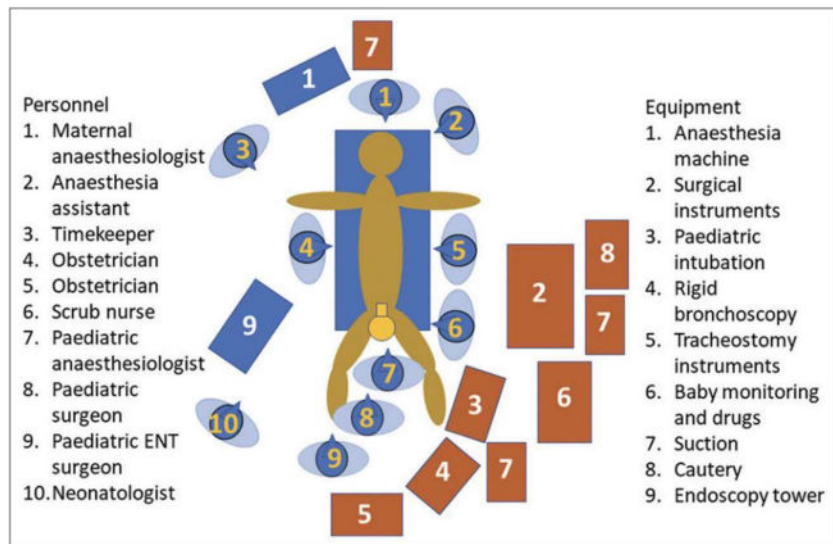 Personnel
1. Maternal
anaesthesiologist
2. Anaesthesia
assistant
3. Timekeeper
4. Obstetrician
5. Obstetrician
6. Scrub nurse
7. Paediatric
anaesthesiologist
8. Paediatric
surgeon
9. Paediatric ENT
surgeon
10.Neonatologist
7
1
1
2
3
4
5
9
6
7
10
8
9
8
2
7
3
6
4
7
5
Equipment
1. Anaesthesia
machine
2. Surgical
instruments
3. Paediatric
intubation
4. Rigid
bronchoscopy
5. Tracheostomy
instruments
6. Baby monitoring
and drugs
7. Suction
8. Cautery
9. Endoscopy tower